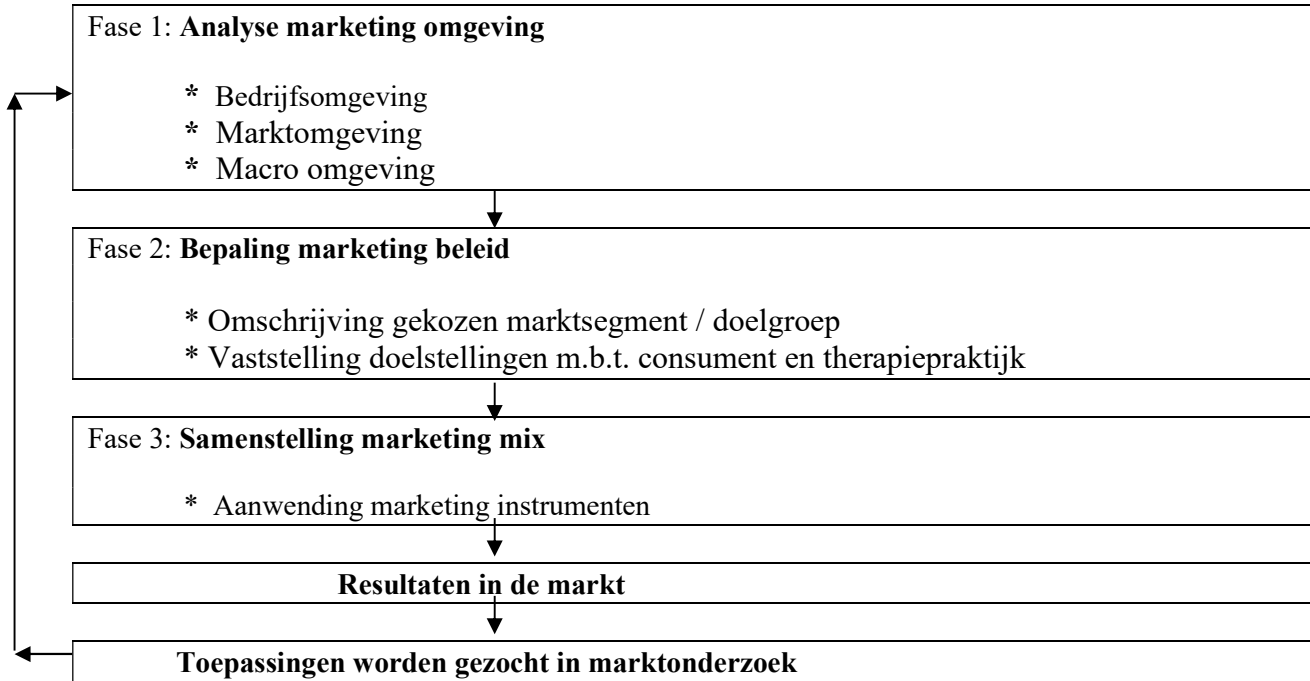 Fase 1: Analyse marketing omgeving
* Bedrijfsomgeving
* Marktomgeving
* Macro omgeving
Fase 2: Bepaling marketing beleid
* Omschrijving gekozen marktsegment / doelgroep
* Vaststelling doelstellingen m.b.t. consument en therapiepraktijk
Fase 3: Samenstelling marketing mix
* Aanwending marketing instrumenten
Resultaten in de markt
Toepassingen worden gezocht in marktonderzoek